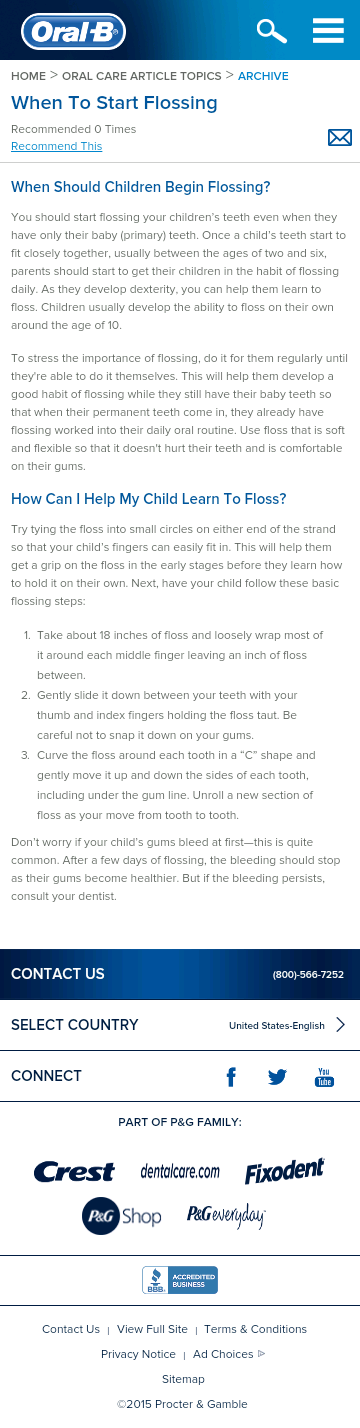 Oral-B®
HOME > ORAL CARE ARTICLE TOPICS > ARCHIVE
When To Start Flossing
Recommended 0 Times
Recommend This
When Should Children Begin Flossing?
You should start flossing your children's teeth even when they
have only their baby (primary) teeth. Once a child's teeth start to
fit closely together, usually between the ages of two and six,
parents should start to get their children in the habit of flossing
daily. As they develop dexterity, you can help them learn to
floss. Children usually develop the ability to floss on their own
around the age of 10.
To stress the importance of flossing, do it for them regularly until
they're able to do it themselves. This will help them develop a
good habit of flossing while they still have their baby teeth so
that when their permanent teeth come in, they already have
flossing worked into their daily oral routine. Use floss that is soft
and flexible so that it doesn't hurt their teeth and is comfortable
on their gums.
How Can I Help My Child Learn To Floss?
Try tying the floss into small circles on either end of the strand
so that your child's fingers can easily fit in. This will help them
get a grip on the floss in the early stages before they learn how
to hold it on their own. Next, have your child follow these basic
flossing steps:
1. Take about 18 inches of floss and loosely wrap most of
it around each middle finger leaving an inch of floss
between.
2. Gently slide it down between your teeth with your
thumb and index fingers holding the floss taut. Be
careful not to snap it down on your gums.
3. Curve the floss around each tooth in a “C” shape and
gently move it up and down the sides of each tooth,
including under the gum line. Unroll a new section of
floss as your move from tooth to tooth.
Don't worry if your child's gums bleed at first—this is quite
common. After a few days of flossing, the bleeding should stop
as their gums become healthier. But if the bleeding persists,
consult your dentist.
CONTACT US (800)-566-7252
SELECT COUNTRY United States-English
CONNECT f You Tube
PART OF P&G FAMILY:
Crest dentalcare.com Fixodent
P&G Shop P&G everyday
BBB. ACCREDITED BUSINESS
Contact Us | View Full Site | Terms & Conditions
Privacy Notice | Ad Choices
Sitemap
©2015 Procter & Gamble